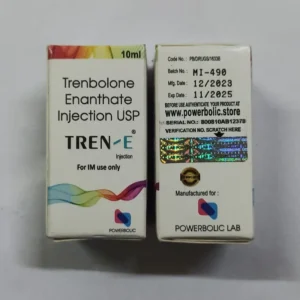 10ml
Trenbolone
Enanthate
Injection USP
TREN-E
Injection
For IM use only
POWERBOLIC
Code No.:
Batch No.: MI-490
Mfg. Date : 12/2023
Exp Date : 11/2025
BEFORE USE AUTHENTICATE YOUR PRODUCT AT
www.powerbolic.store
VERIFICATION NO. SCRATCH HERE
Manufactured for :
POWERBOLIC LAB